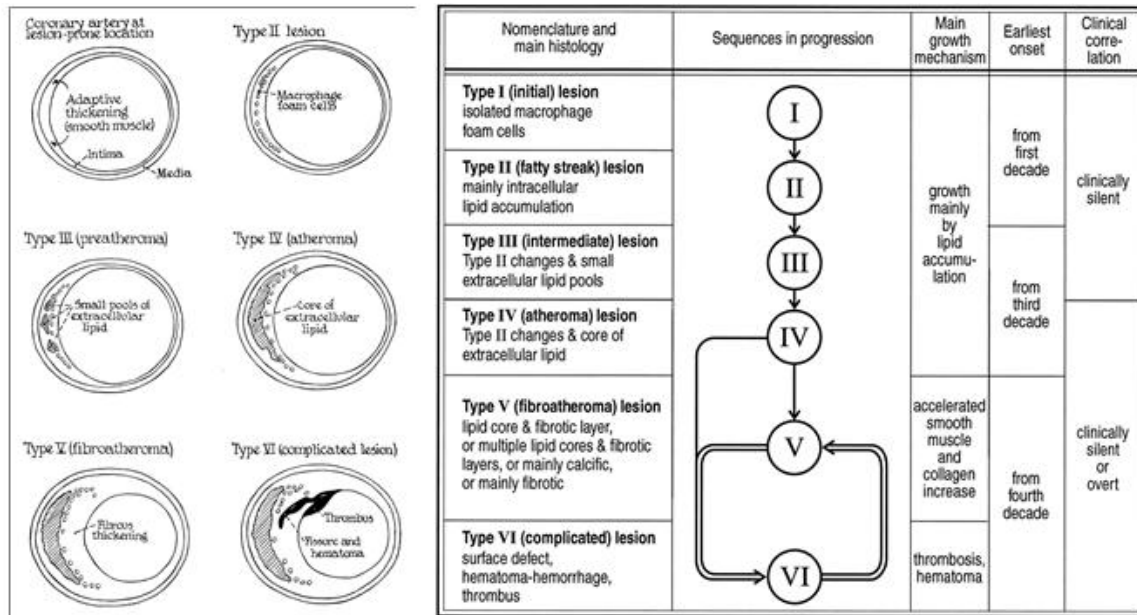 Coronary artery at
lesion-prone location
Adaptive
thickening
(smooth muscle)
Intima
Media
Type II lesion
Macrophage
foam cells
Type III (preatheroma)
Small pools of
extracellular
lipid
Type IV (atheroma)
Core of
extracellular
lipid
Type V (fibroatheroma)
Fibrous
thickening
Type VI (complicated lesion)
Thrombus
Fissure and
hematoma
Nomenclature and
main histology
Sequences in progression
Main
growth
mechanism
Earliest
onset
Clinical
corre-
lation
Type I (initial) lesion
isolated macrophage
foam cells
Type II (fatty streak) lesion
mainly intracellular
lipid accumulation
Type III (intermediate) lesion
Type II changes & small
extracellular lipid pools
Type IV (atheroma) lesion
Type II changes & core of
extracellular lipid
Type V (fibroatheroma) lesion
lipid core & fibrotic layer,
or multiple lipid cores & fibrotic
layers, or mainly calcific,
or mainly fibrotic
Type VI (complicated) lesion
surface defect,
hematoma-hemorrhage,
thrombus
I
II
III
IV
V
VI
growth
mainly
by
lipid
accumu-
lation
accelerated
smooth
muscle
and
collagen
increase
thrombosis,
hematoma
from
first
decade
from
third
decade
from
fourth
decade
clinically
silent
clinically
silent
or
overt